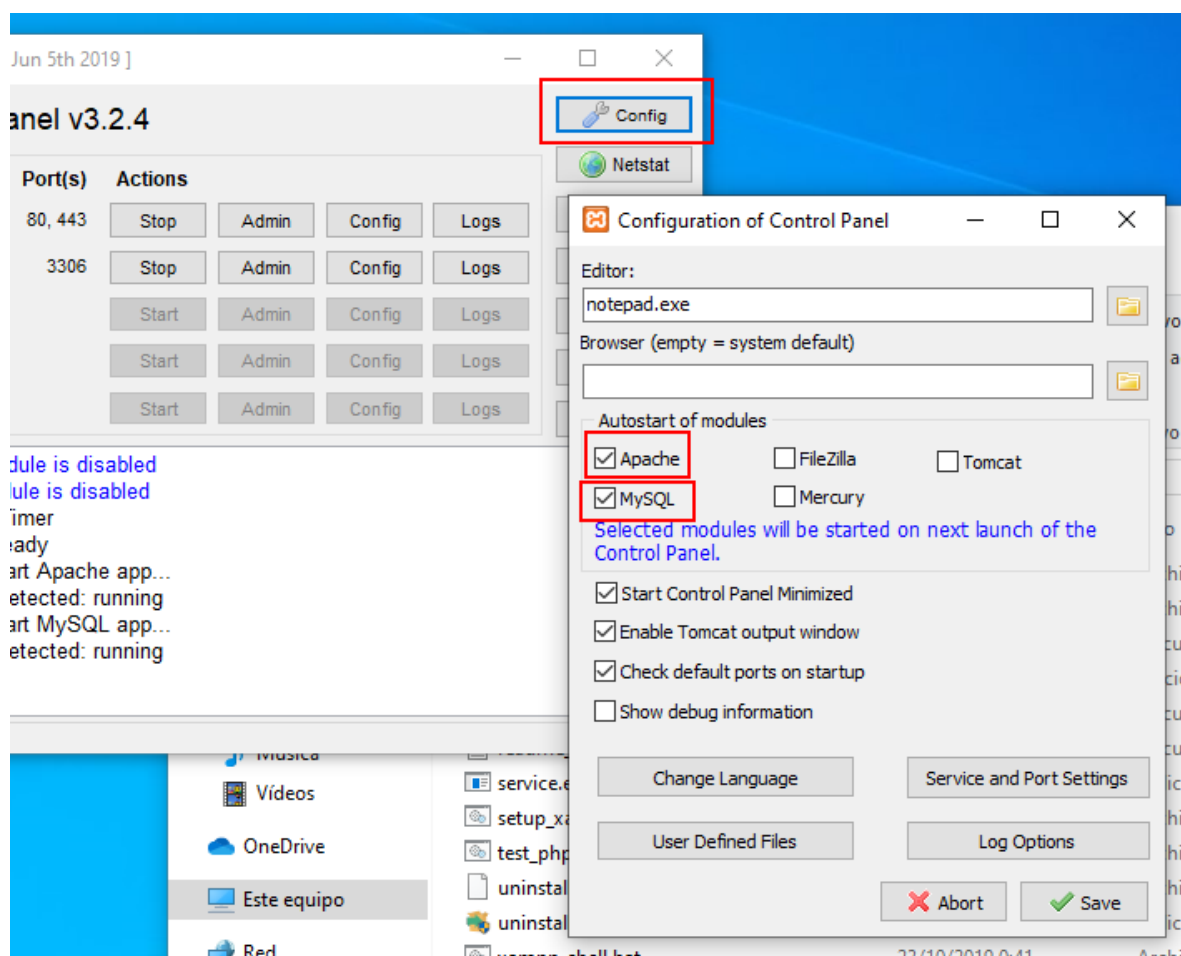 Jun 5th 2019 ]
anel v3.2.4
Config
Netstat
Port(s) Actions
80, 443 Stop Admin Config Logs
3306 Stop Admin Config Logs
Start Admin Config Logs
Start Admin Config Logs
Start Admin Config Logs
dule is disabled
lule is disabled
Timer
eady
art Apache app...
etected: running
art MySQL app...
etected: running
Configuration of Control Panel
Editor:
notepad.exe
Browser (empty = system default)
Autostart of modules
Apache FileZilla Tomcat
MySQL Mercury
Selected modules will be started on next launch of the
Control Panel.
Start Control Panel Minimized
Enable Tomcat output window
Check default ports on startup
Show debug information
Change Language Service and Port Settings
User Defined Files Log Options
Abort Save
Música
Vídeos
OneDrive
Este equipo
Red
service.e
setup_xa
test_php
uninstal
uninstal